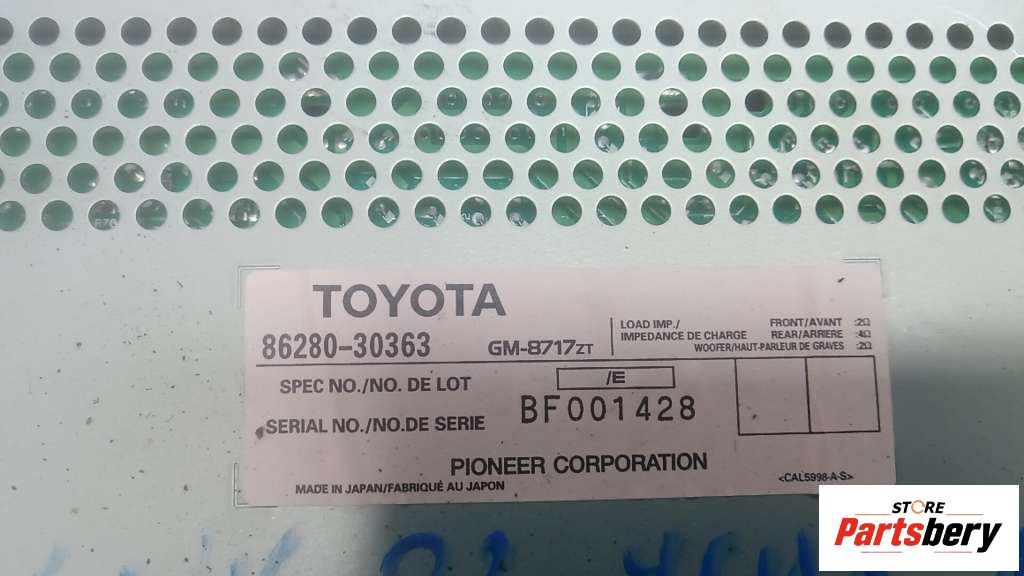 TOYOTA
86280-30363 GM-8717ZT
LOAD IMP./ FRONT/AVANT :2Ω
IMPEDANCE DE CHARGE REAR/ARRIERE :4Ω
WOOFER/HAUT-PARLEUR DE GRAVES :2Ω
SPEC NO./NO. DE LOT /E
SERIAL NO./NO.DE SERIE BF001428
PIONEER CORPORATION
MADE IN JAPAN/FABRIQUÉ AU JAPON <CAL5998-A-S>
STORE
Partsbery